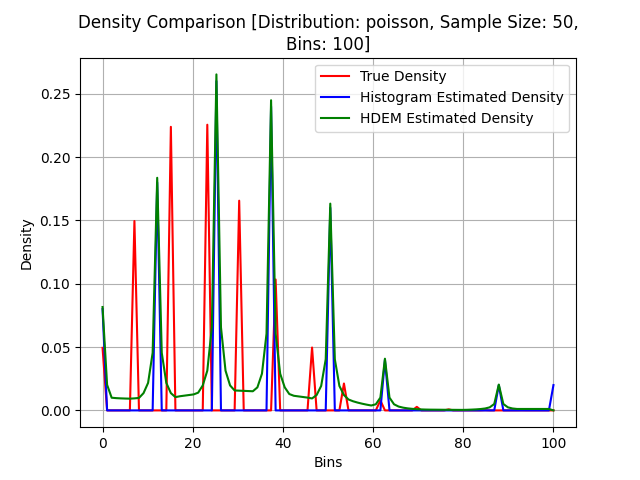 Density Comparison [Distribution: poisson, Sample Size: 50,
Bins: 100]
True Density
Histogram Estimated Density
HDEM Estimated Density
Density
0.25
0.20
0.15
0.10
0.05
0.00
0 20 40 60 80 100
Bins